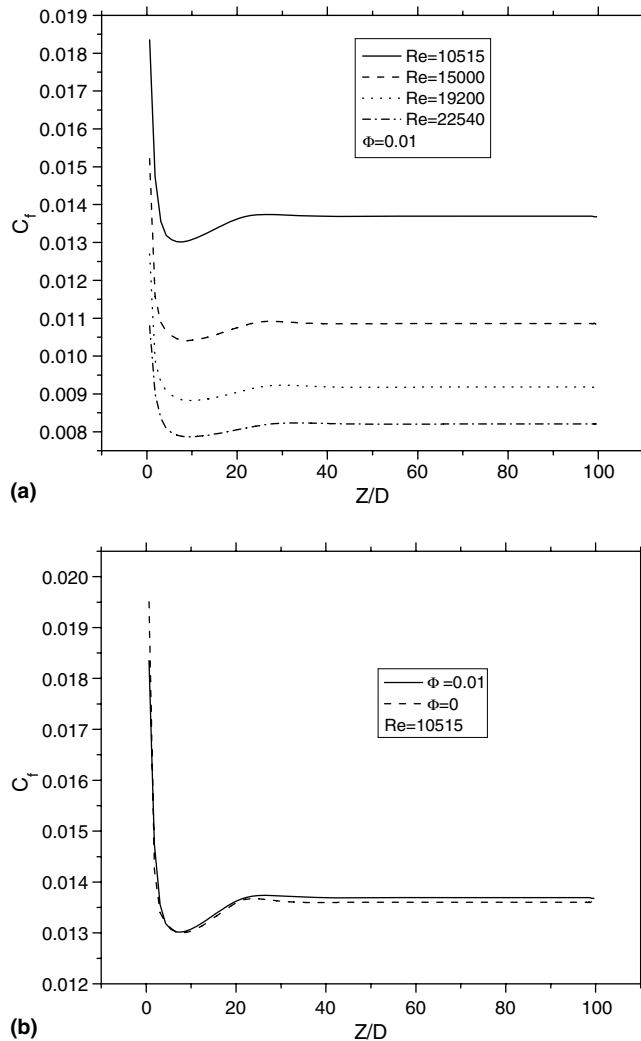 0.019
0.018
0.017
0.016
0.015
0.014
0.013
0.012
0.011
0.010
0.009
0.008
C_f
Re=10515
Re=15000
Re=19200
Re=22540
Φ=0.01
0 20 40 60 80 100
Z/D
(a)
0.020
0.019
0.018
0.017
0.016
0.015
0.014
0.013
0.012
C_f
Φ =0.01
Φ=0
Re=10515
0 20 40 60 80 100
Z/D
(b)